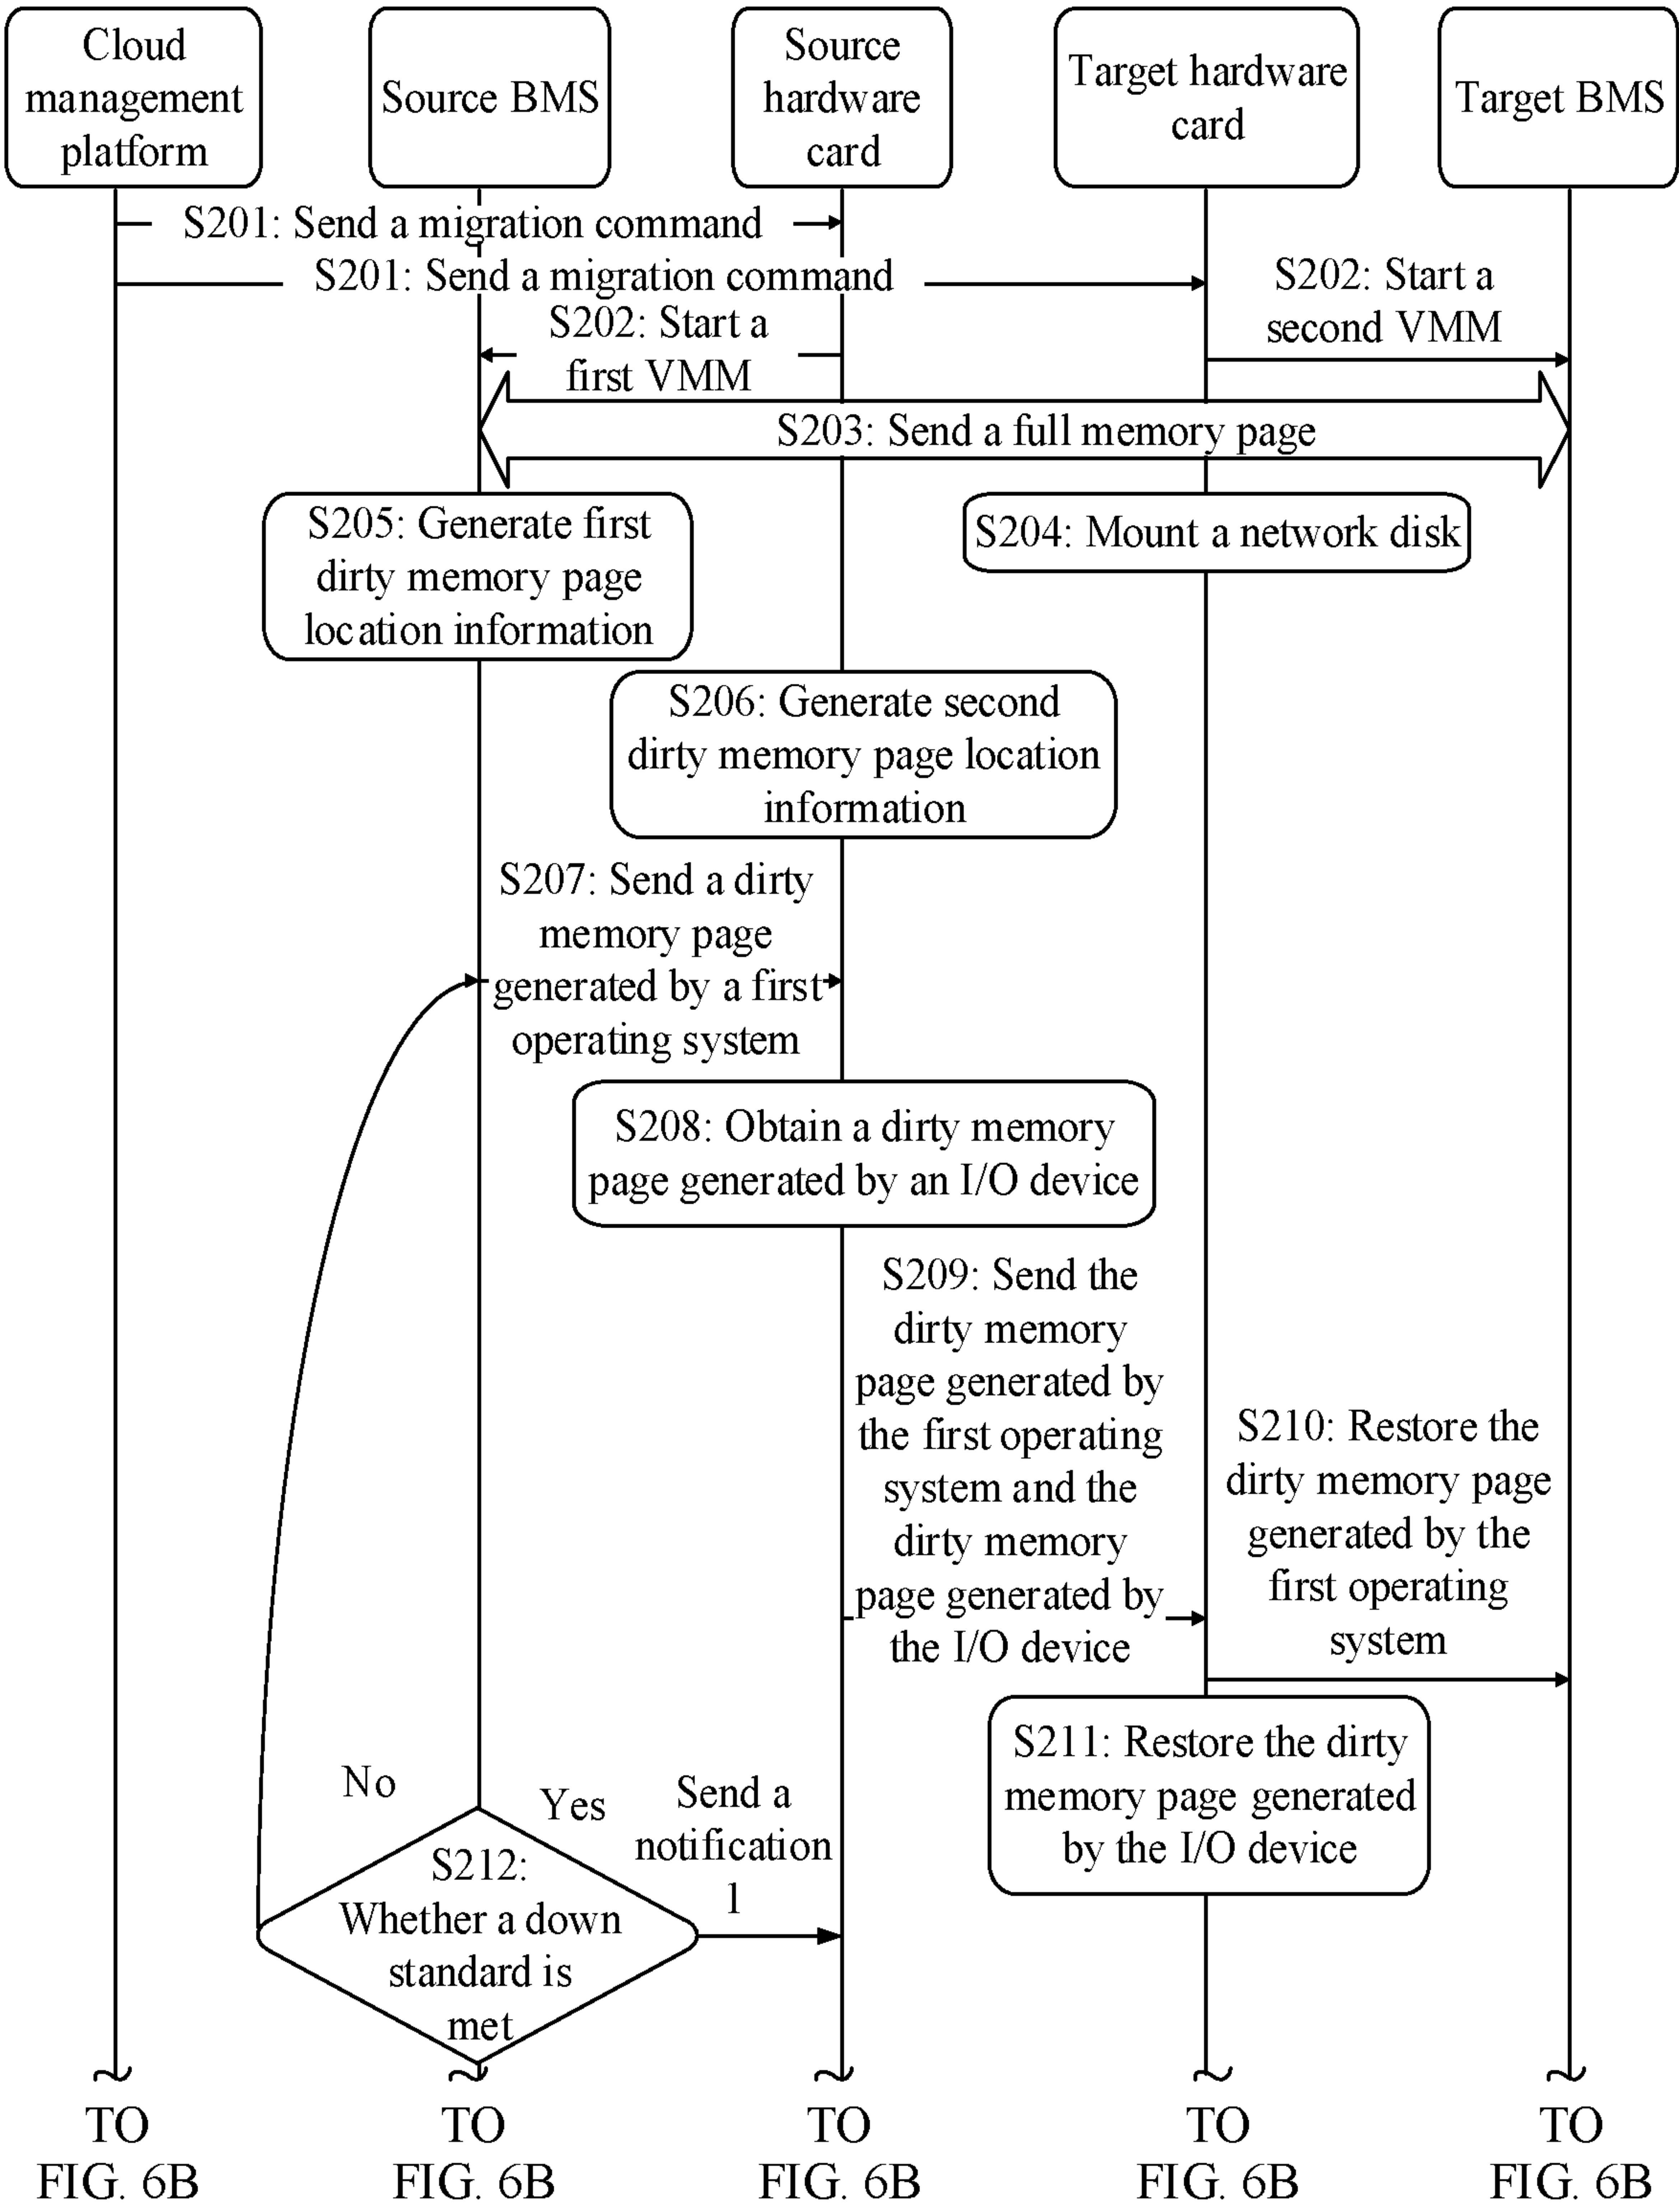 Cloud
management
platform
Source BMS
Source
hardware
card
Target hardware
card
Target BMS
S201: Send a migration command
S201: Send a migration command
S202: Start a
second VMM
S202: Start a
first VMM
S203: Send a full memory page
S205: Generate first
dirty memory page
location information
S204: Mount a network disk
S206: Generate second
dirty memory page location
information
S207: Send a dirty
memory page
generated by a first
operating system
S208: Obtain a dirty memory
page generated by an I/O device
S209: Send the
dirty memory
page generated by
the first operating
system and the
dirty memory
page generated by
the I/O device
S210: Restore the
dirty memory page
generated by the
first operating
system
S211: Restore the dirty
memory page generated
by the I/O device
No
Yes
Send a
notification
1
S212:
Whether a down
standard is
met
TO
FIG. 6B
TO
FIG. 6B
TO
FIG. 6B
TO
FIG. 6B
TO
FIG. 6B